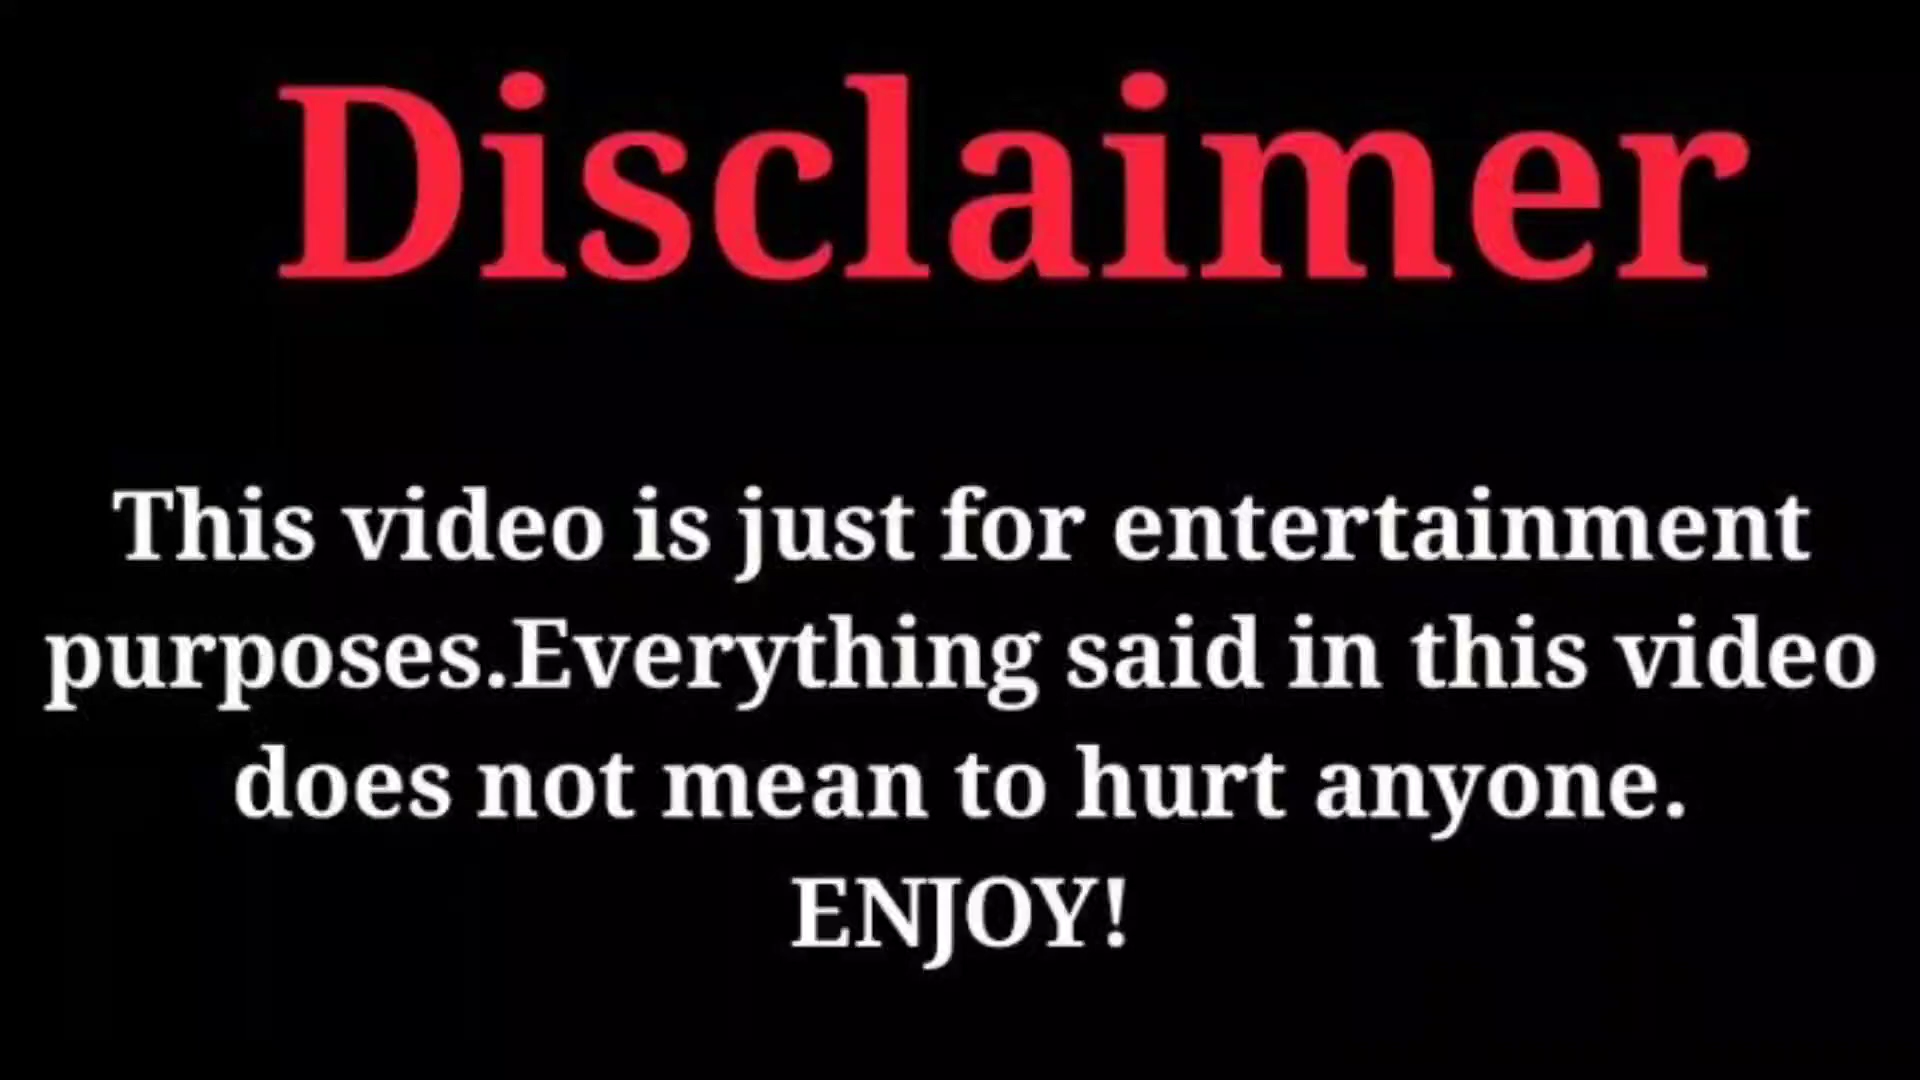 Disclaimer
This video is just for entertainment
purposes.Everything said in this video
does not mean to hurt anyone.
ENJOY!